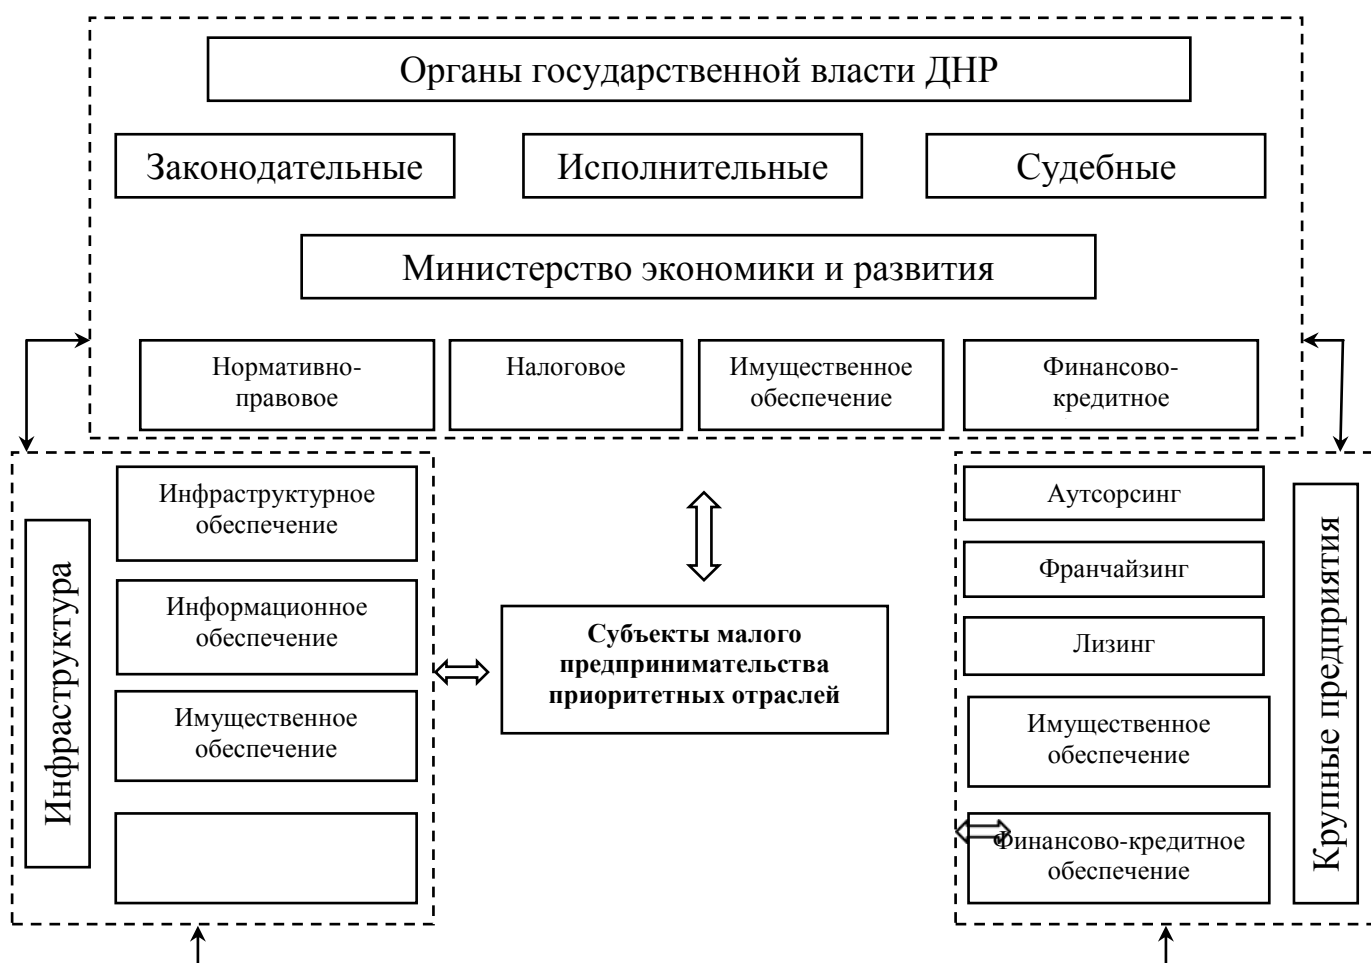 Органы государственной власти ДНР
Законодательные
Исполнительные
Судебные
Министерство экономики и развития
Нормативно-
правовое
Налоговое
Имущественное
обеспечение
Финансово-
кредитное
Инфраструктура
Инфраструктурное
обеспечение
Информационное
обеспечение
Имущественное
обеспечение
Субъекты малого
предпринимательства
приоритетных отраслей
Аутсорсинг
Франчайзинг
Лизинг
Имущественное
обеспечение
Финансово-кредитное
обеспечение
Крупные предприятия